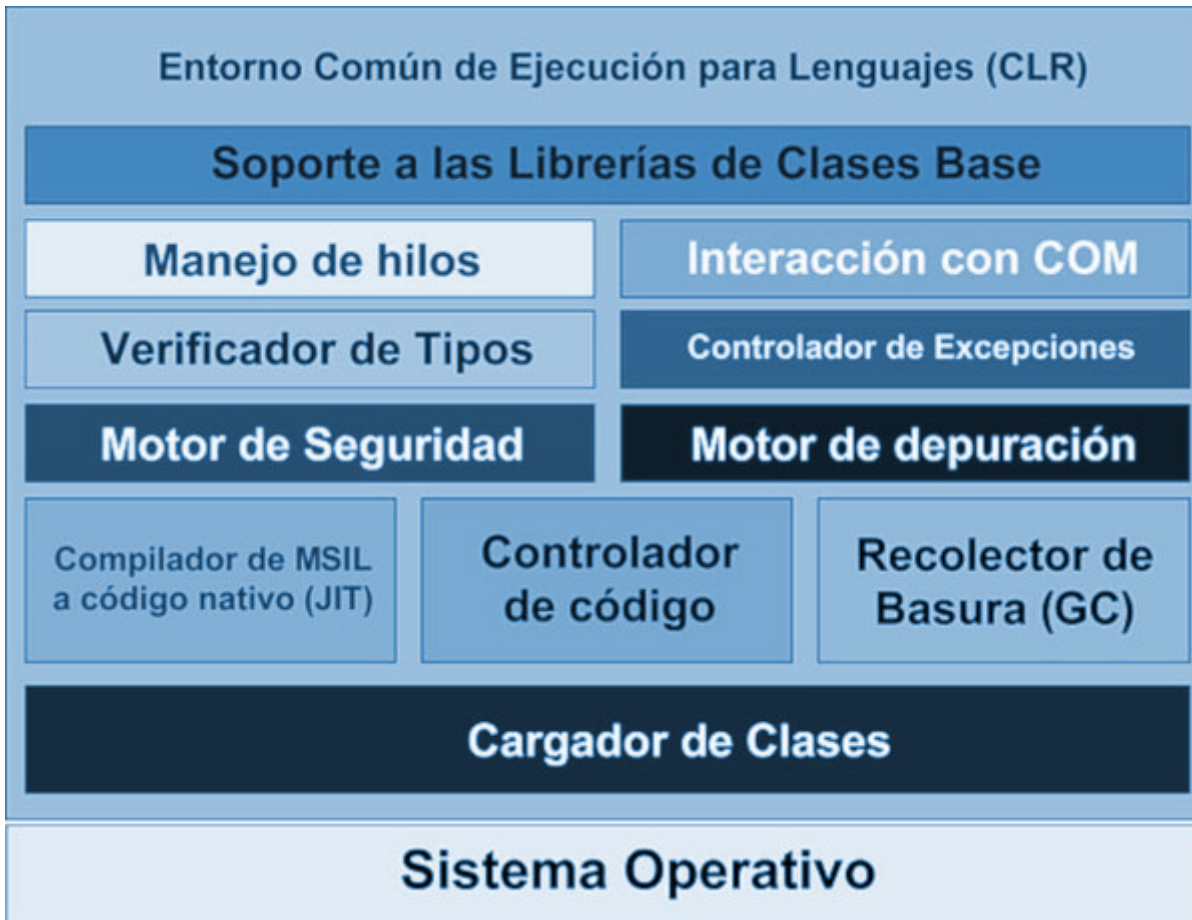 Entorno Común de Ejecución para Lenguajes (CLR)
Soporte a las Librerías de Clases Base
Manejo de hilos
Interacción con COM
Verificador de Tipos
Controlador de Excepciones
Motor de Seguridad
Motor de depuración
Compilador de MSIL
a código nativo (JIT)
Controlador
de código
Recolector de
Basura (GC)
Cargador de Clases
Sistema Operativo